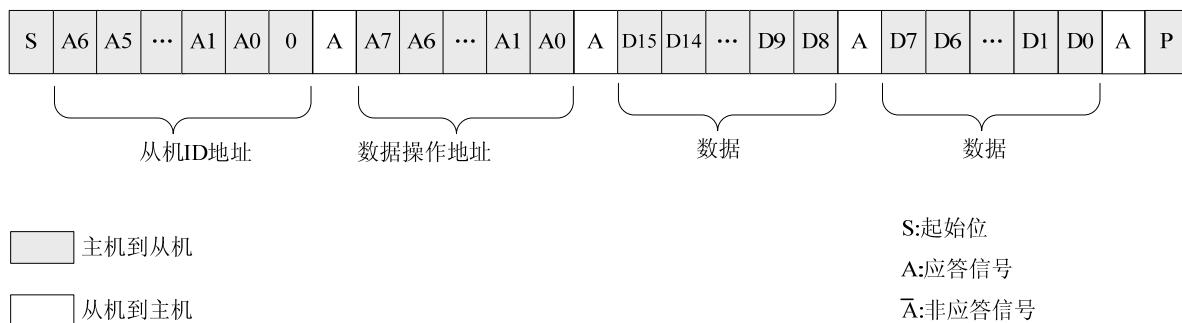 S A6 A5 ··· A1 A0 0 A A7 A6 ··· A1 A0 A D15 D14 ··· D9 D8 A D7 D6 ··· D1 D0 A P
从机ID地址 数据操作地址 数据 数据
主机到从机
从机到主机
S:起始位
A:应答信号
A̅:非应答信号